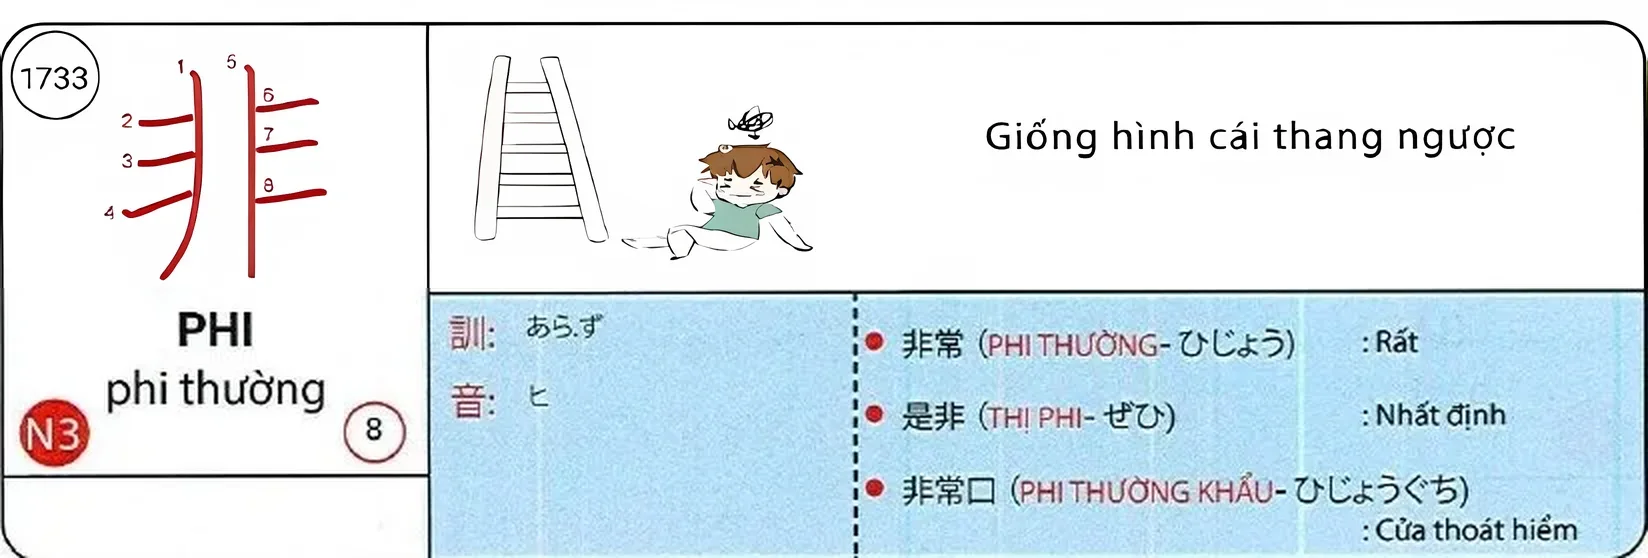 1733
非
1 5
2 6
3 7
4 8
PHI
phi thường
N3 8
Giống hình cái thang ngược
訓: あら.ず
音: ヒ
非常 (PHI THƯỜNG- ひじょう) : Rất
是非 (THỊ PHI- ぜひ) : Nhất định
非常口 (PHI THƯỜNG KHẨU- ひじょうぐち)
: Cửa thoát hiểm